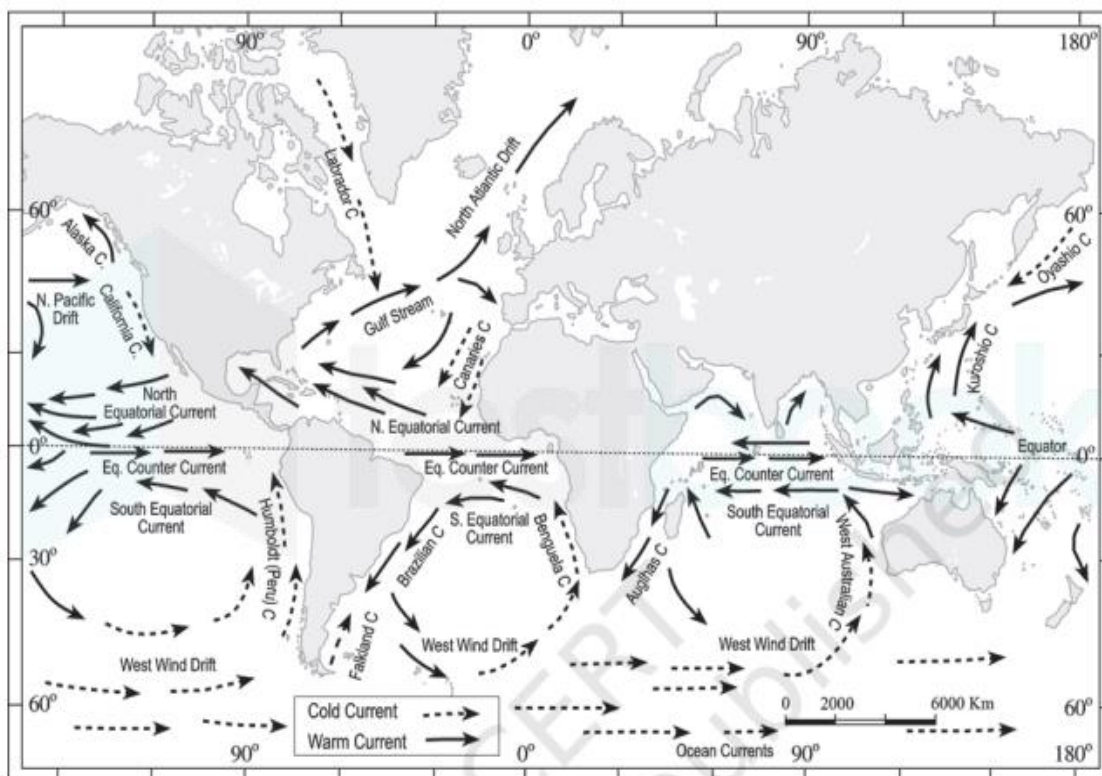 90°
0°
90°
180°
60°
60°
Labrador C
North Atlantic Drift
Alaska C.
Oyashio C
N. Pacific
Drift
California C.
Gulf Stream
Canaries C
Kuroshio C
North
Equatorial Current
N. Equatorial Current
0°
Equator
0°
Eq. Counter Current
Eq. Counter Current
Eq. Counter Current
South Equatorial
Current
Humboldt (Peru) C
S. Equatorial
Current
Brazilian C
Benguela C
South Equatorial
Current
West Australian C
Auglhas C
30°
30°
West Wind Drift
Falkland C
West Wind Drift
West Wind Drift
60°
60°
Cold Current
Warm Current
0 2000 6000 Km
Ocean Currents
90°
0°
90°
180°